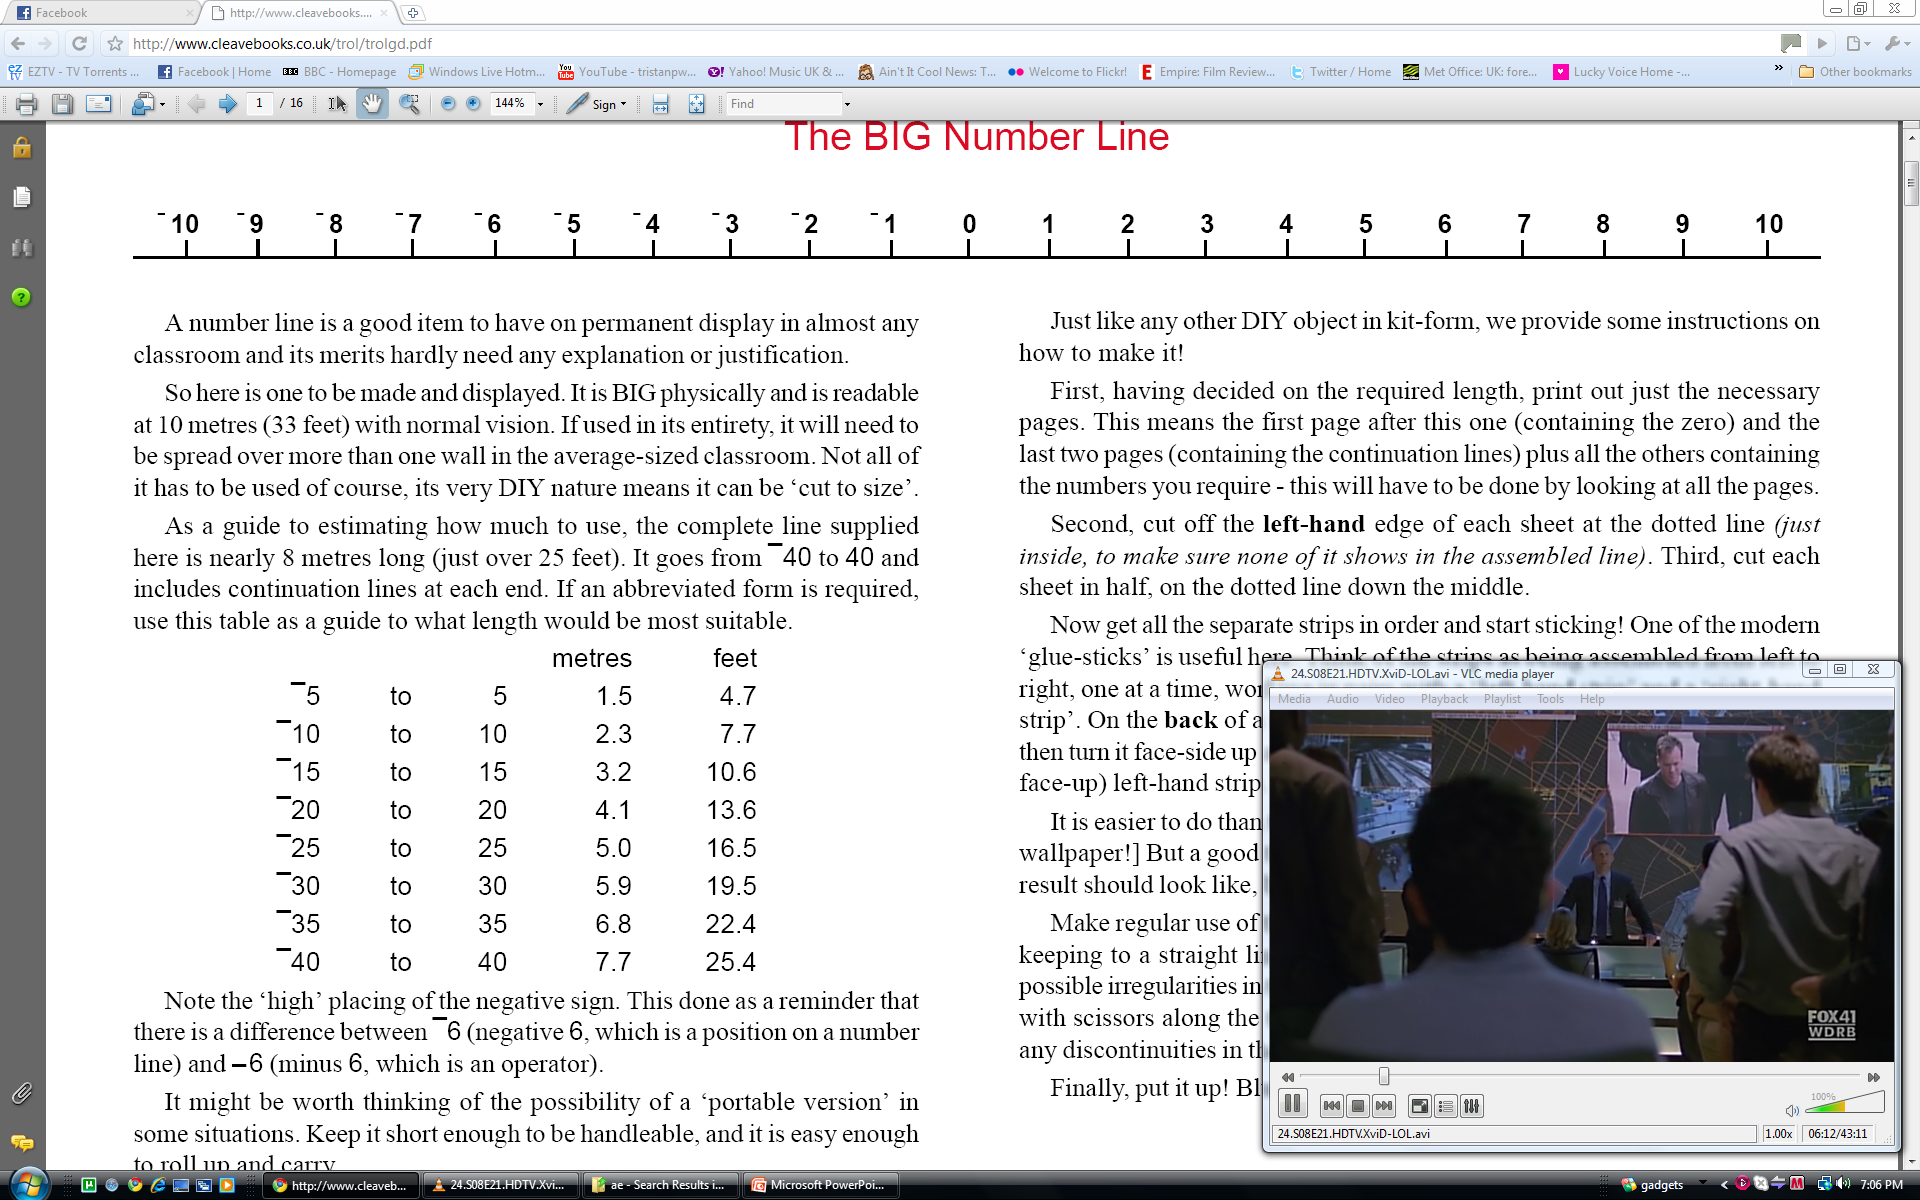 Facebook
http://www.cleavebooks....
http://www.cleavebooks.co.uk/trol/trolgd.pdf
EZTV - TV Torrents ...
Facebook | Home
BBC - Homepage
Windows Live Hotm...
YouTube - tristanpw...
Yahoo! Music UK & ...
Ain't It Cool News: T...
Welcome to Flickr!
Empire: Film Review...
Twitter / Home
Met Office: UK: fore...
Lucky Voice Home -...
»
Other bookmarks
1 / 16
144%
Sign
Find
The BIG Number Line
⁻10 ⁻9 ⁻8 ⁻7 ⁻6 ⁻5 ⁻4 ⁻3 ⁻2 ⁻1 0 1 2 3 4 5 6 7 8 9 10
A number line is a good item to have on permanent display in almost any
classroom and its merits hardly need any explanation or justification.
So here is one to be made and displayed. It is BIG physically and is readable
at 10 metres (33 feet) with normal vision. If used in its entirety, it will need to
be spread over more than one wall in the average-sized classroom. Not all of
it has to be used of course, its very DIY nature means it can be ‘cut to size’.
As a guide to estimating how much to use, the complete line supplied
here is nearly 8 metres long (just over 25 feet). It goes from ⁻40 to 40 and
includes continuation lines at each end. If an abbreviated form is required,
use this table as a guide to what length would be most suitable.
metres feet
⁻5 to 5 1.5 4.7
⁻10 to 10 2.3 7.7
⁻15 to 15 3.2 10.6
⁻20 to 20 4.1 13.6
⁻25 to 25 5.0 16.5
⁻30 to 30 5.9 19.5
⁻35 to 35 6.8 22.4
⁻40 to 40 7.7 25.4
Note the ‘high’ placing of the negative sign. This done as a reminder that
there is a difference between ⁻6 (negative 6, which is a position on a number
line) and –6 (minus 6, which is an operator).
It might be worth thinking of the possibility of a ‘portable version’ in
some situations. Keep it short enough to be handleable, and it is easy enough
to roll up and carry.
Just like any other DIY object in kit-form, we provide some instructions on
how to make it!
First, having decided on the required length, print out just the necessary
pages. This means the first page after this one (containing the zero) and the
last two pages (containing the continuation lines) plus all the others containing
the numbers you require - this will have to be done by looking at all the pages.
Second, cut off the left-hand edge of each sheet at the dotted line (just
inside, to make sure none of it shows in the assembled line). Third, cut each
sheet in half, on the dotted line down the middle.
Now get all the separate strips in order and start sticking! One of the modern
‘glue-sticks’ is useful here. Think of the strips as being assembled from left to
right, one at a time, wor
strip’. On the back of a
then turn it face-side up
face-up) left-hand strip
It is easier to do than
wallpaper!] But a good
result should look like,
Make regular use of
keeping to a straight li
possible irregularities in
with scissors along the
any discontinuities in th
Finally, put it up! Bl
24.S08E21.HDTV.XviD-LOL.avi - VLC media player
Media Audio Video Playback Playlist Tools Help
FOX41
WDRB
100%
24.S08E21.HDTV.XviD-LOL.avi
1.00x
06:12/43:11
http://www.cleaveb...
24.S08E21.HDTV.Xvi...
ae - Search Results i...
Microsoft PowerPoi...
gadgets
7:06 PM